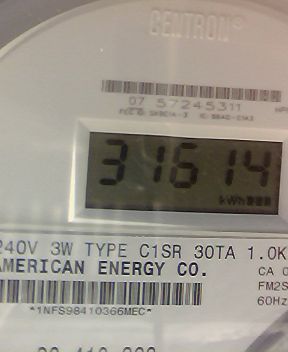 CENTRON®
07 57245311
31614
kWh
240V 3W TYPE C1SR 30TA 1.0K
AMERICAN ENERGY CO.
CA
FM2S
60Hz
*1NFS98410366MEC*